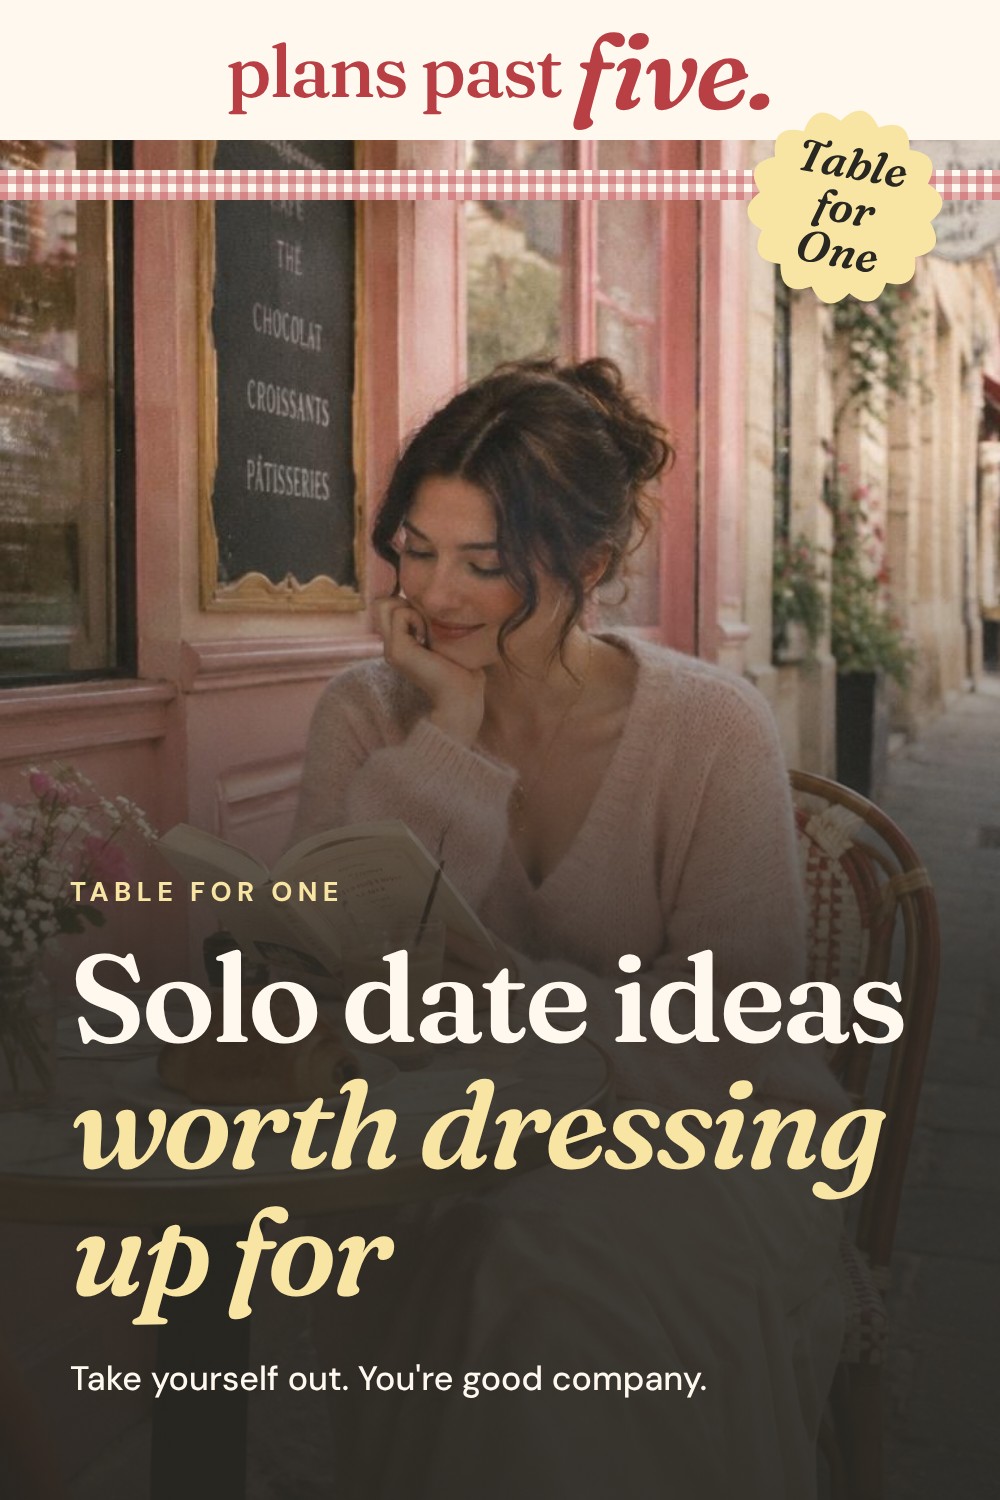 plans past five.
Table
for
One
THÉ
CHOCOLAT
CROISSANTS
PÂTISSERIES
TABLE FOR ONE
Solo date ideas
worth dressing
up for
Take yourself out. You're good company.